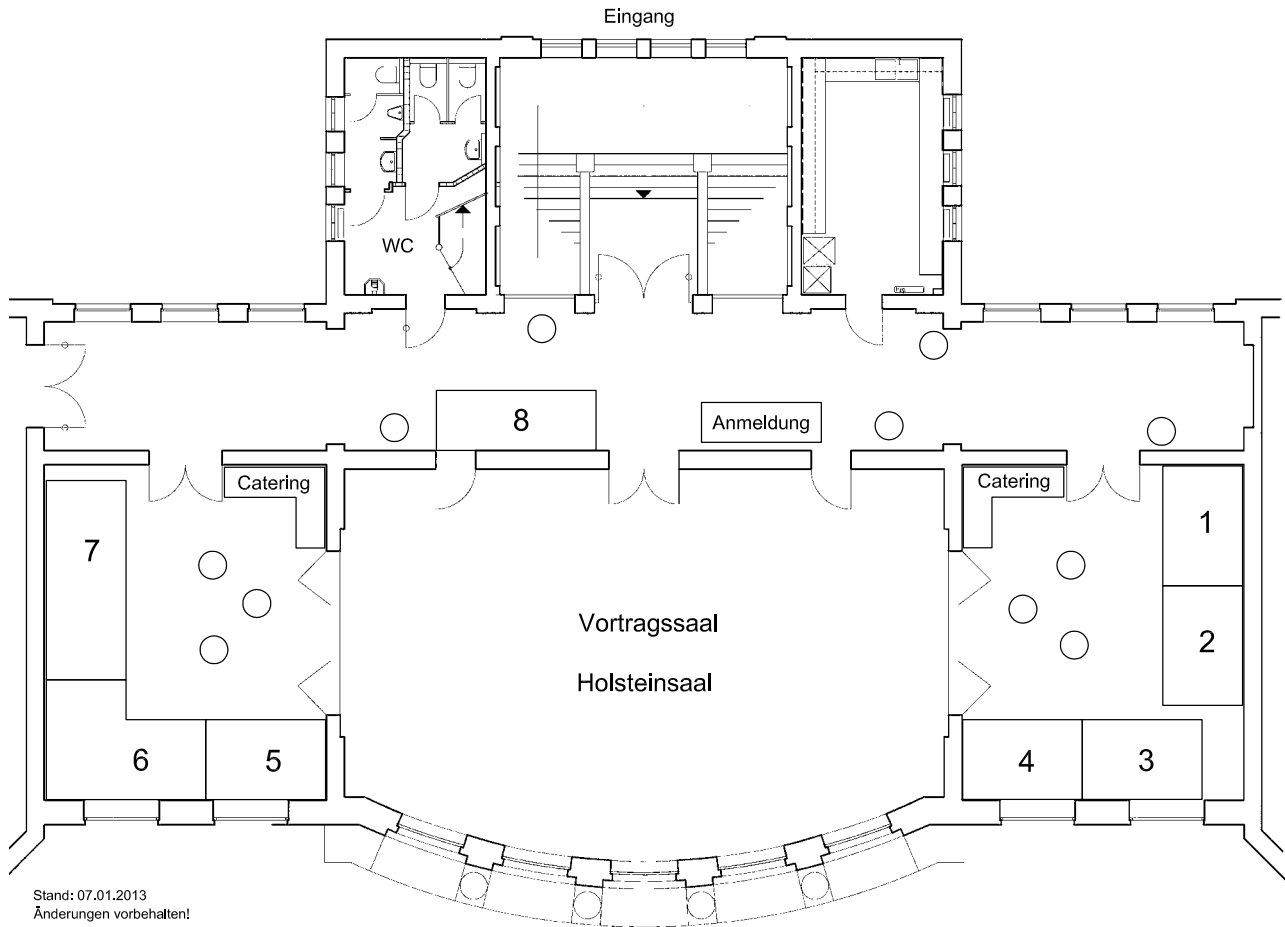 Eingang
WC
8
Anmeldung
Catering
Catering
7
1
2
Vortragssaal
Holsteinsaal
6
5
4
3
Stand: 07.01.2013
Änderungen vorbehalten!